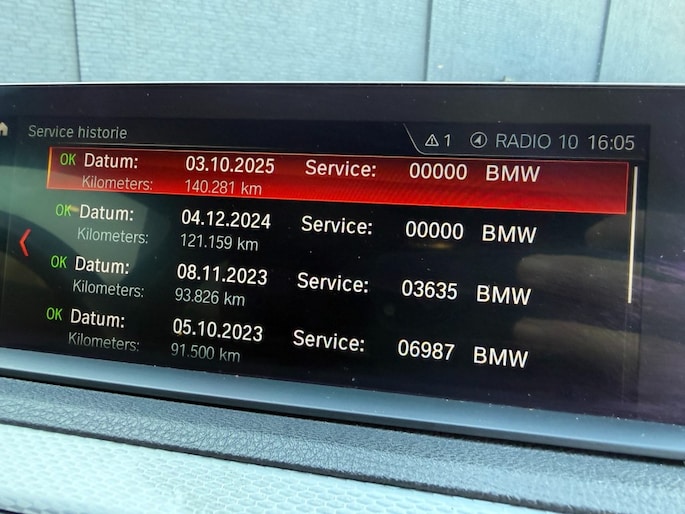 Service historie 1 RADIO 10 16:05
OK Datum: 03.10.2025 Service: 00000 BMW
Kilometers: 140.281 km
OK Datum: 04.12.2024 Service: 00000 BMW
Kilometers: 121.159 km
OK Datum: 08.11.2023 Service: 03635 BMW
Kilometers: 93.826 km
OK Datum: 05.10.2023 Service: 06987 BMW
Kilometers: 91.500 km